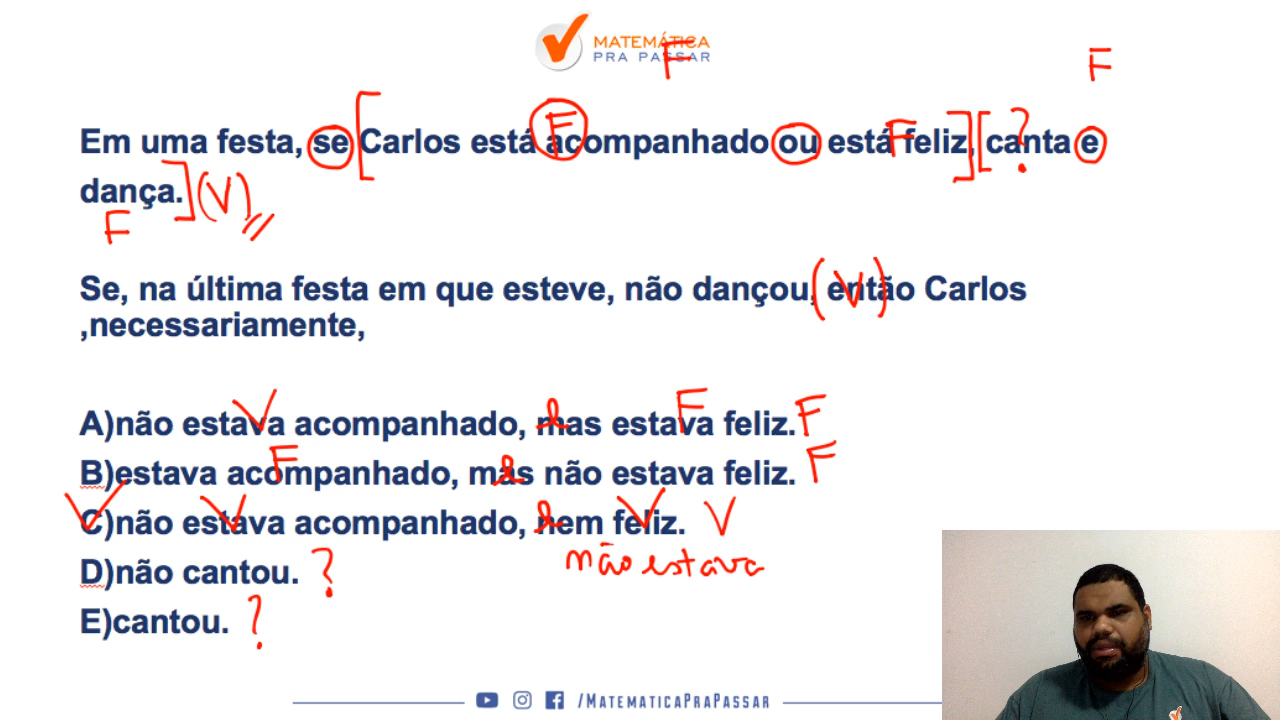 MATEMÁTICA
PRA PASSAR
F
F
F
F
Em uma festa, se [Carlos está acompanhado ou está feliz], [canta e
?
dança.] (V)
F
Se, na última festa em que esteve, não dançou, (V) então Carlos
,necessariamente,
A)não estava acompanhado, mas estava feliz.
V e F F
B)estava acompanhado, mas não estava feliz.
F e F
C)não estava acompanhado, nem feliz.
V V e V V
não estava
D)não cantou. ?
E)cantou. ?
/MATEMATICAPRAPASSAR